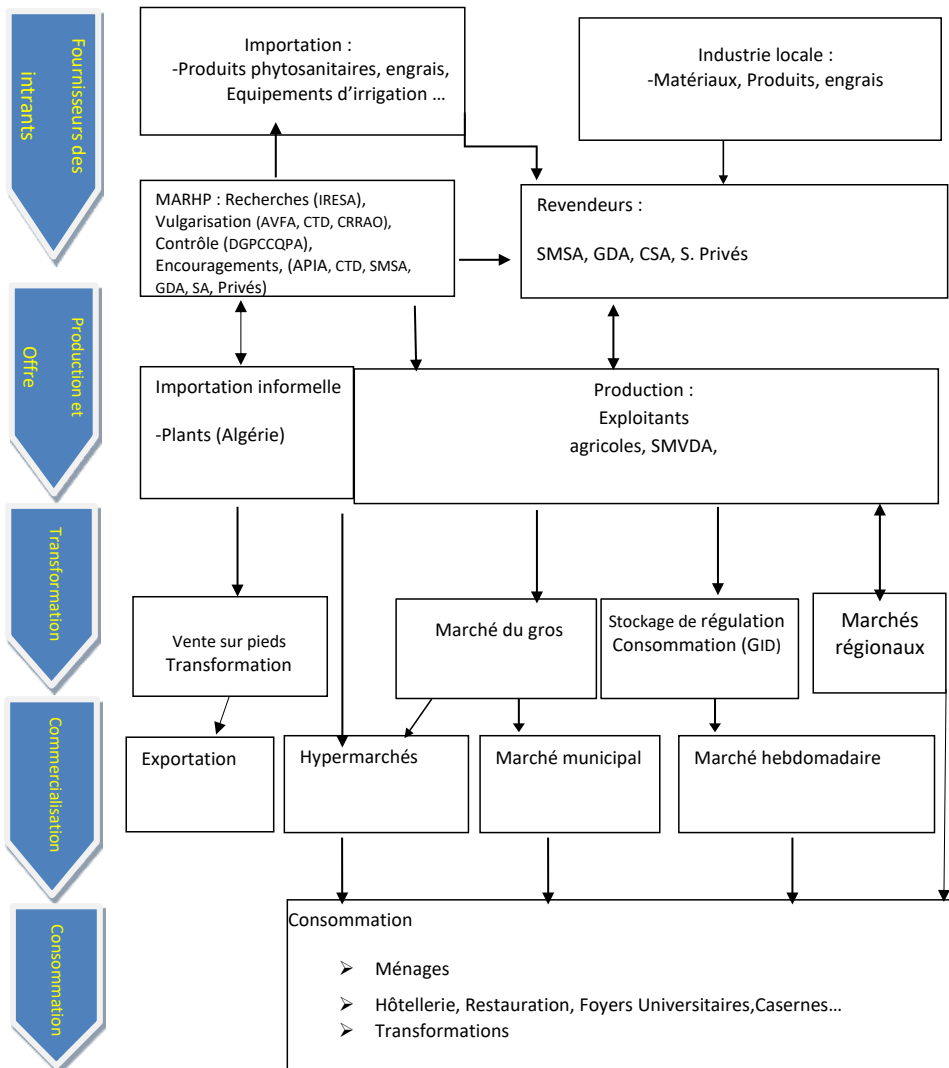 Fournisseurs des
intrants
Importation :
-Produits phytosanitaires, engrais,
Equipements d’irrigation …
Industrie locale :
-Matériaux, Produits, engrais
MARHP : Recherches (IRESA),
Vulgarisation (AVFA, CTD, CRRAO),
Contrôle (DGPCCQPA),
Encouragements, (APIA, CTD, SMSA,
GDA, SA, Privés)
Revendeurs :
SMSA, GDA, CSA, S. Privés
Production et
Offre
Importation informelle
-Plants (Algérie)
Production :
Exploitants
agricoles, SMVDA,
Transformation
Vente sur pieds
Transformation
Marché du gros
Stockage de régulation
Consommation (GID)
Marchés
régionaux
Commercialisation
Exportation
Hypermarchés
Marché municipal
Marché hebdomadaire
Consommation
Consommation
➢ Ménages
➢ Hôtellerie, Restauration, Foyers Universitaires,Casernes…
➢ Transformations